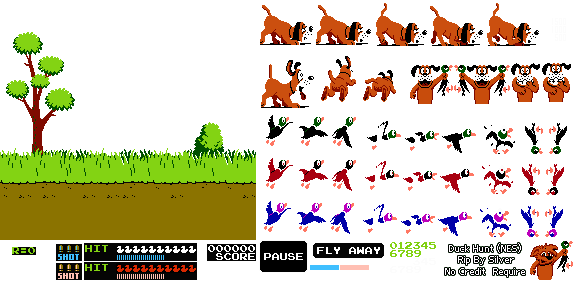 R=0
SHOT
HIT
SHOT
HIT
000000
SCORE
PAUSE
FLY AWAY
012345
6789
Duck Hunt (NES)
Rip By Silver
No Credit Require